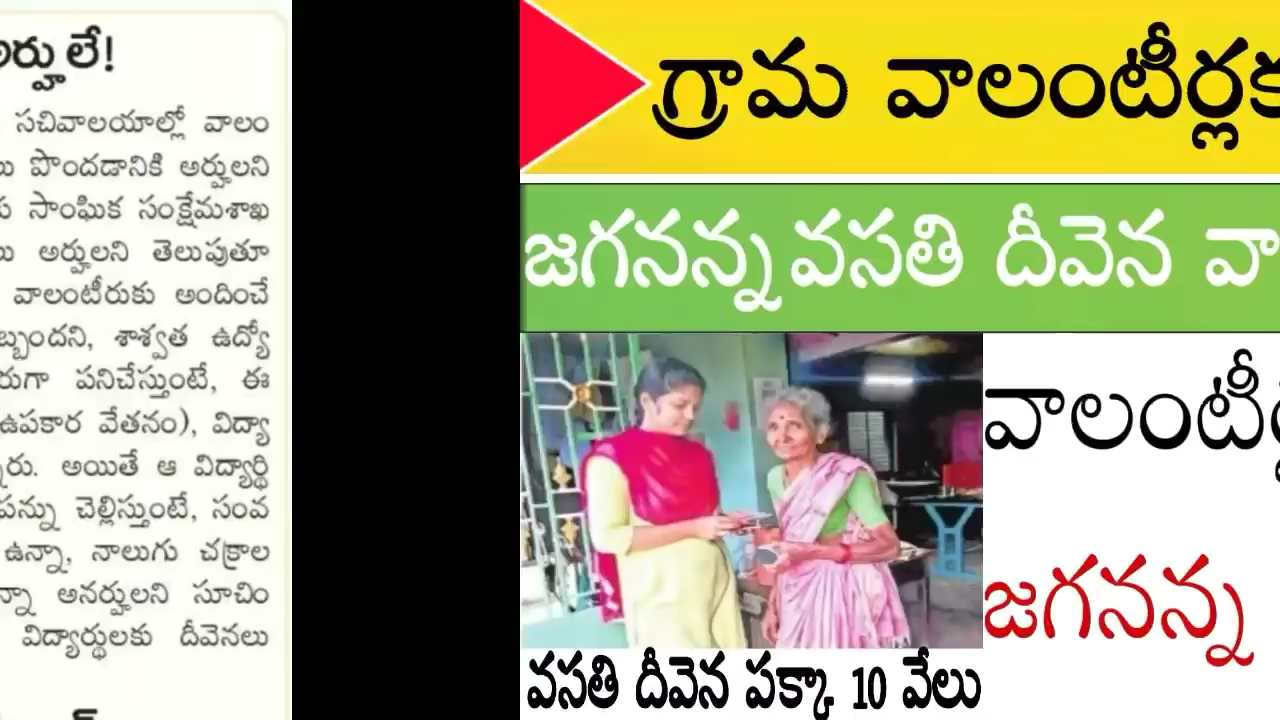 అర్హులే!
సచివాలయాల్లో వాలం
పొందడానికి అర్హులని
సాంఘిక సంక్షేమశాఖ
అర్హులని తెలుపుతూ
వాలంటీరుకు అందించే
శాశ్వత ఉద్యో
పనిచేస్తుంటే, ఈ
ఉపకార వేతనం), విద్యా
అయితే ఆ విద్యార్థి
చెల్లిస్తుంటే, సంవ
ఉన్నా, నాలుగు చక్రాల
అనర్హులని సూచిం
విద్యార్థులకు దీవెనలు
గ్రామ వాలంటీర్లక
జగనన్న వసతి దీవెన వా
వాలంటీ
జగనన్న
వసతి దీవెన పక్కా 10 వేలు